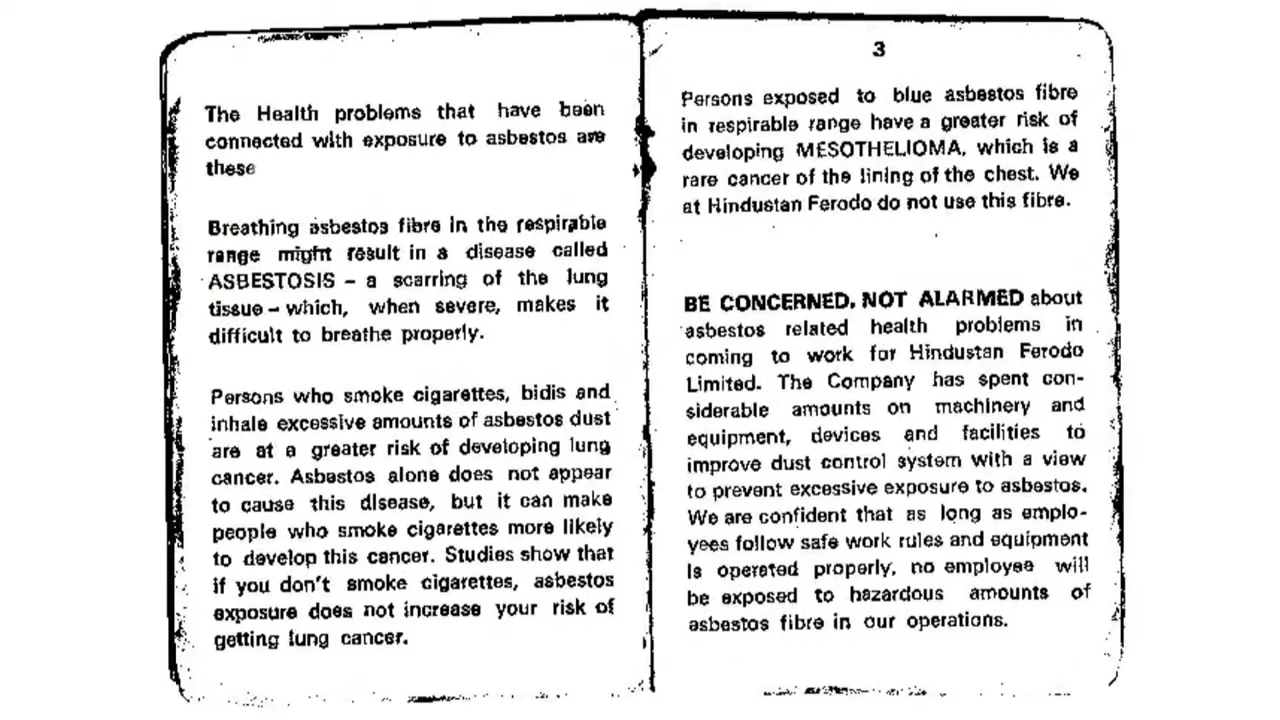 The Health problems that have been
connected with exposure to asbestos are
these
Breathing asbestos fibre in the respirable
range might result in a disease called
ASBESTOSIS – a scarring of the lung
tissue – which, when severe, makes it
difficult to breathe properly.
Persons who smoke cigarettes, bidis and
inhale excessive amounts of asbestos dust
are at a greater risk of developing lung
cancer. Asbestos alone does not appear
to cause this disease, but it can make
people who smoke cigarettes more likely
to develop this cancer. Studies show that
if you don't smoke cigarettes, asbestos
exposure does not increase your risk of
getting lung cancer.
3
Persons exposed to blue asbestos fibre
in respirable range have a greater risk of
developing MESOTHELIOMA, which is a
rare cancer of the lining of the chest. We
at Hindustan Ferodo do not use this fibre.
BE CONCERNED, NOT ALARMED about
asbestos related health problems in
coming to work for Hindustan Ferodo
Limited. The Company has spent con-
siderable amounts on machinery and
equipment, devices and facilities to
improve dust control system with a view
to prevent excessive exposure to asbestos.
We are confident that as long as emplo-
yees follow safe work rules and equipment
is operated properly, no employee will
be exposed to hazardous amounts of
asbestos fibre in our operations.